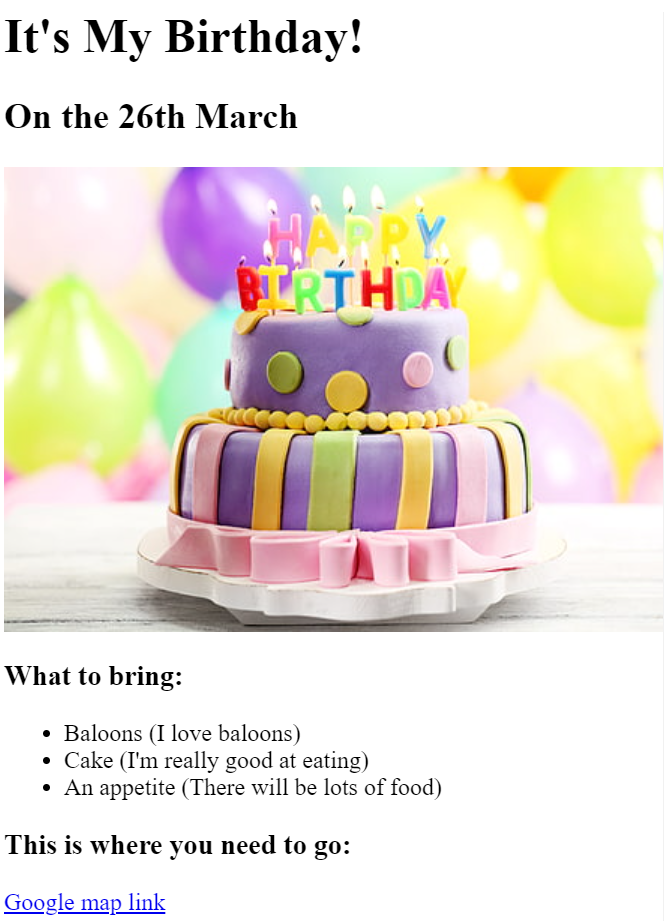 It's My Birthday!
On the 26th March
HAPPY
BIRTHDAY
What to bring:
Baloons (I love baloons)
Cake (I'm really good at eating)
An appetite (There will be lots of food)
This is where you need to go:
Google map link